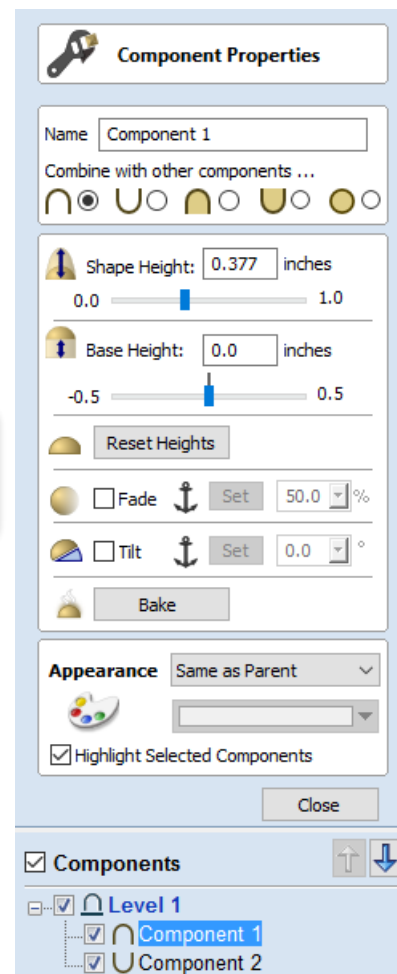 Component Properties
Name Component 1
Combine with other components ...
Shape Height: 0.377 inches
0.0 1.0
Base Height: 0.0 inches
-0.5 0.5
Reset Heights
Fade Set 50.0 %
Tilt Set 0.0 °
Bake
Appearance Same as Parent
Highlight Selected Components
Close
Components
Level 1
Component 1
Component 2